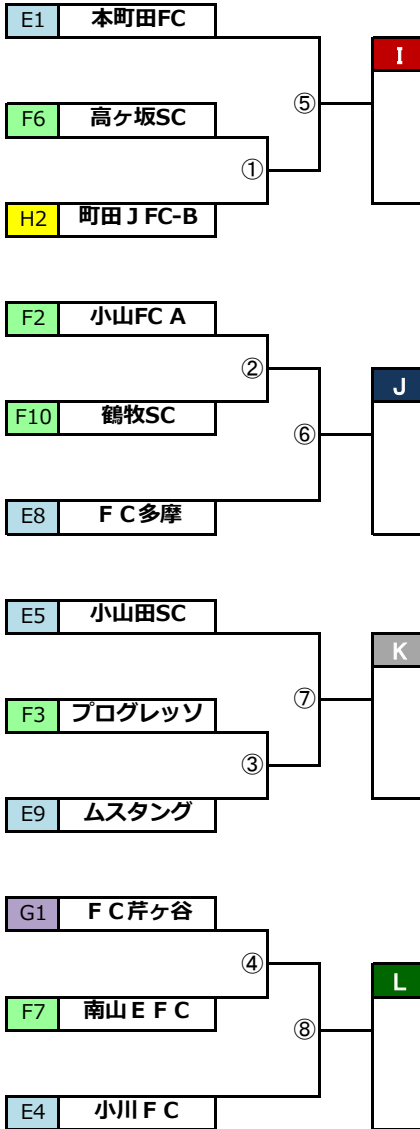 E1 本町田FC
I
⑤
F6 高ヶ坂SC
①
H2 町田ＪFC-B
F2 小山FC A
②
J
F10 鶴牧SC
⑥
E8 ＦＣ多摩
E5 小山田SC
K
⑦
F3 プログレッソ
③
E9 ムスタング
G1 ＦＣ芹ヶ谷
④
L
F7 南山ＥＦＣ
⑧
E4 小川ＦＣ